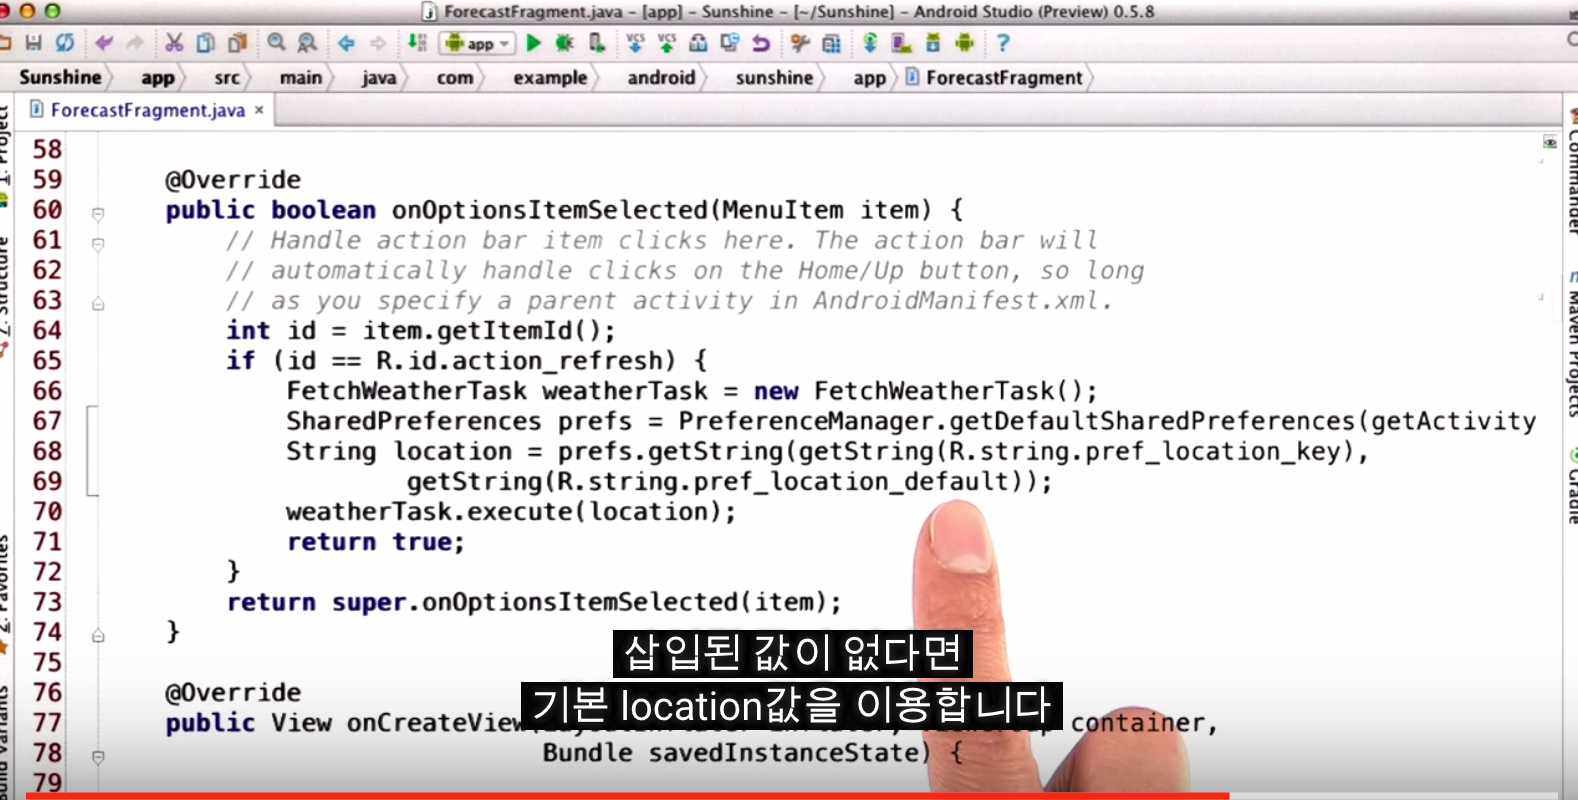 ForecastFragment.java - [app] - Sunshine - [~/Sunshine] - Android Studio (Preview) 0.5.8
app
VCS VCS
?
Sunshine app src main java com example android sunshine app ForecastFragment
ForecastFragment.java ×
1: Project
Z: Structure
2: Favorites
Build Variants
58
59 @Override
60 public boolean onOptionsItemSelected(MenuItem item) {
61 // Handle action bar item clicks here. The action bar will
62 // automatically handle clicks on the Home/Up button, so long
63 // as you specify a parent activity in AndroidManifest.xml.
64 int id = item.getItemId();
65 if (id == R.id.action_refresh) {
66 FetchWeatherTask weatherTask = new FetchWeatherTask();
67 SharedPreferences prefs = PreferenceManager.getDefaultSharedPreferences(getActivity
68 String location = prefs.getString(getString(R.string.pref_location_key),
69 getString(R.string.pref_location_default));
70 weatherTask.execute(location);
71 return true;
72 }
73 return super.onOptionsItemSelected(item);
74 }
75
76 @Override
77 public View onCreateView container,
78 Bundle savedInstanceState) {
79
삽입된 값이 없다면
기본 location값을 이용합니다
Commander
Maven Projects
Gradle